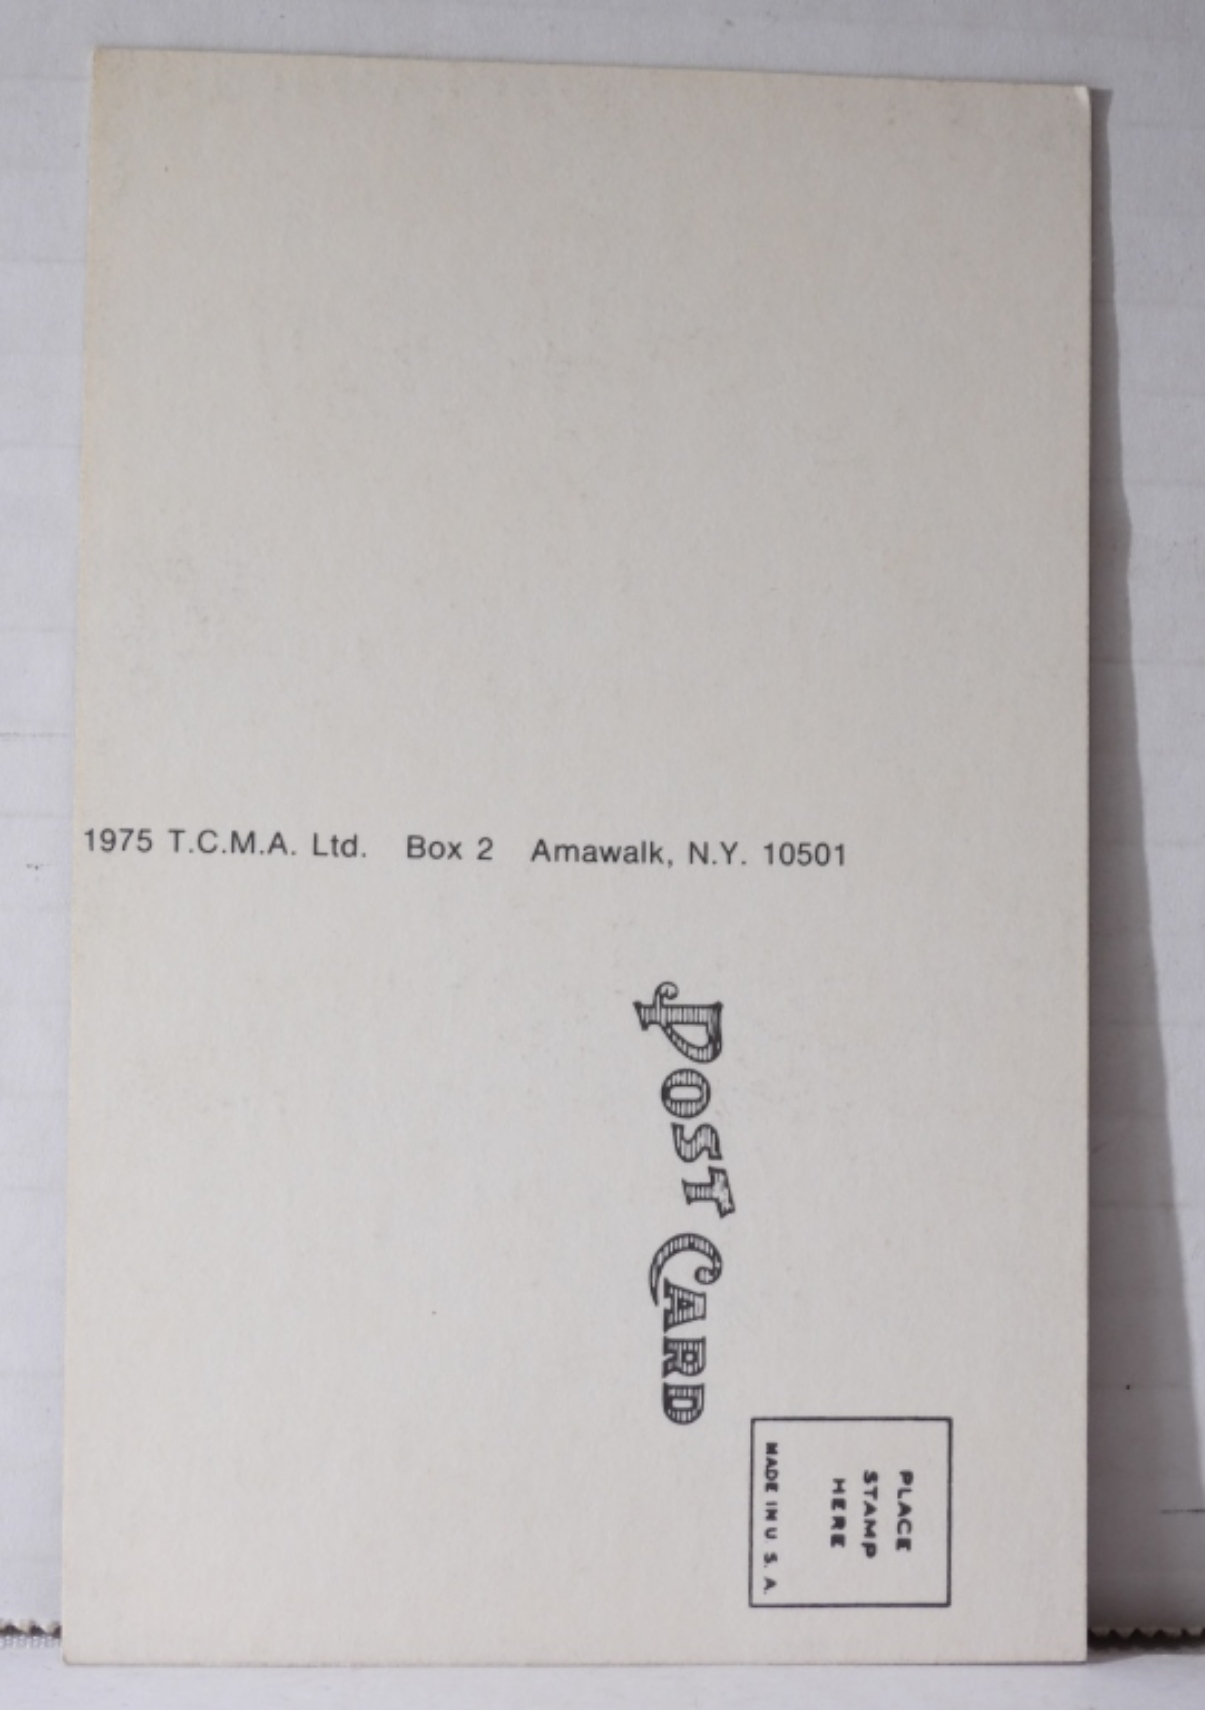 1975 T.C.M.A. Ltd. Box 2 Amawalk, N.Y. 10501
POST CARD
PLACE
STAMP
HERE
MADE IN U. S. A.